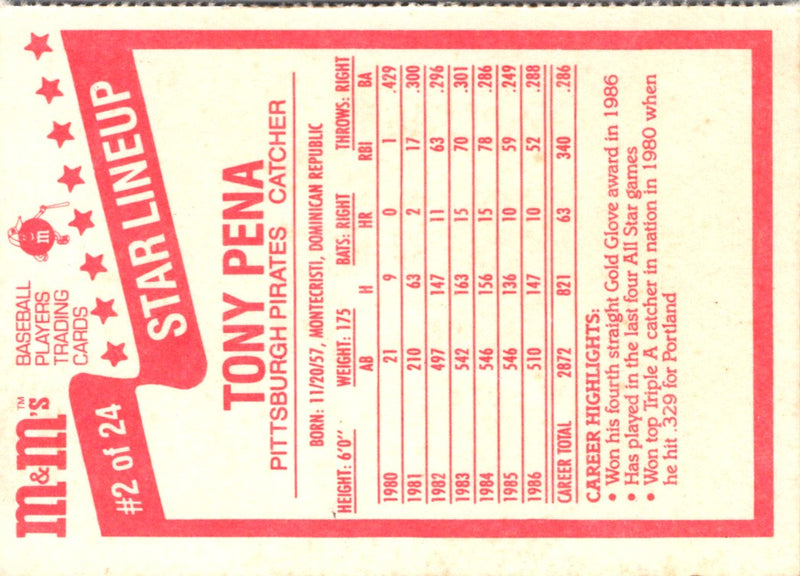 M&M's™
BASEBALL
PLAYERS
TRADING
CARDS
m
#2 of 24
STAR LINEUP
TONY PENA
PITTSBURGH PIRATES CATCHER
BORN: 11/20/57, MONTECRISTI, DOMINICAN REPUBLIC
HEIGHT: 6'0" WEIGHT: 175 BATS: RIGHT THROWS: RIGHT
AB H HR RBI BA
1980 21 9 0 1 .429
1981 210 63 2 17 .300
1982 497 147 11 63 .296
1983 542 163 15 70 .301
1984 546 156 15 78 .286
1985 546 136 10 59 .249
1986 510 147 10 52 .288
CAREER TOTAL 2872 821 63 340 .286
CAREER HIGHLIGHTS:
• Won his fourth straight Gold Glove award in 1986
• Has played in the last four All Star games
• Won top Triple A catcher in nation in 1980 when
he hit .329 for Portland